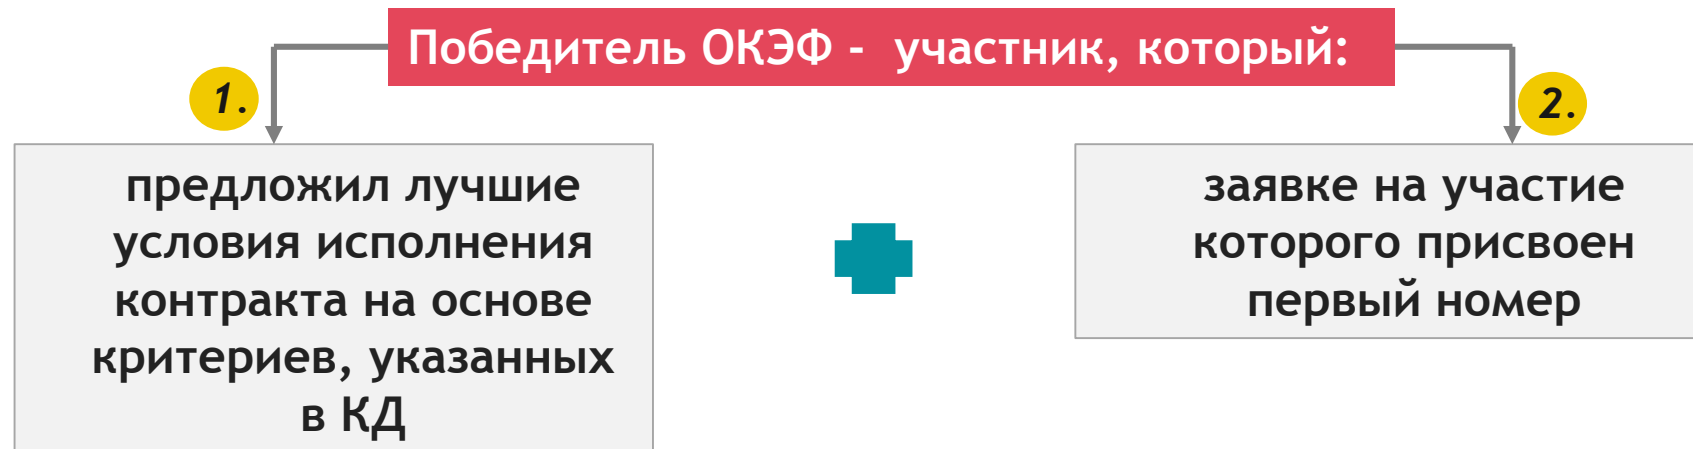 Победитель ОКЭФ - участник, который:
1.
предложил лучшие
условия исполнения
контракта на основе
критериев, указанных
в КД
2.
заявке на участие
которого присвоен
первый номер